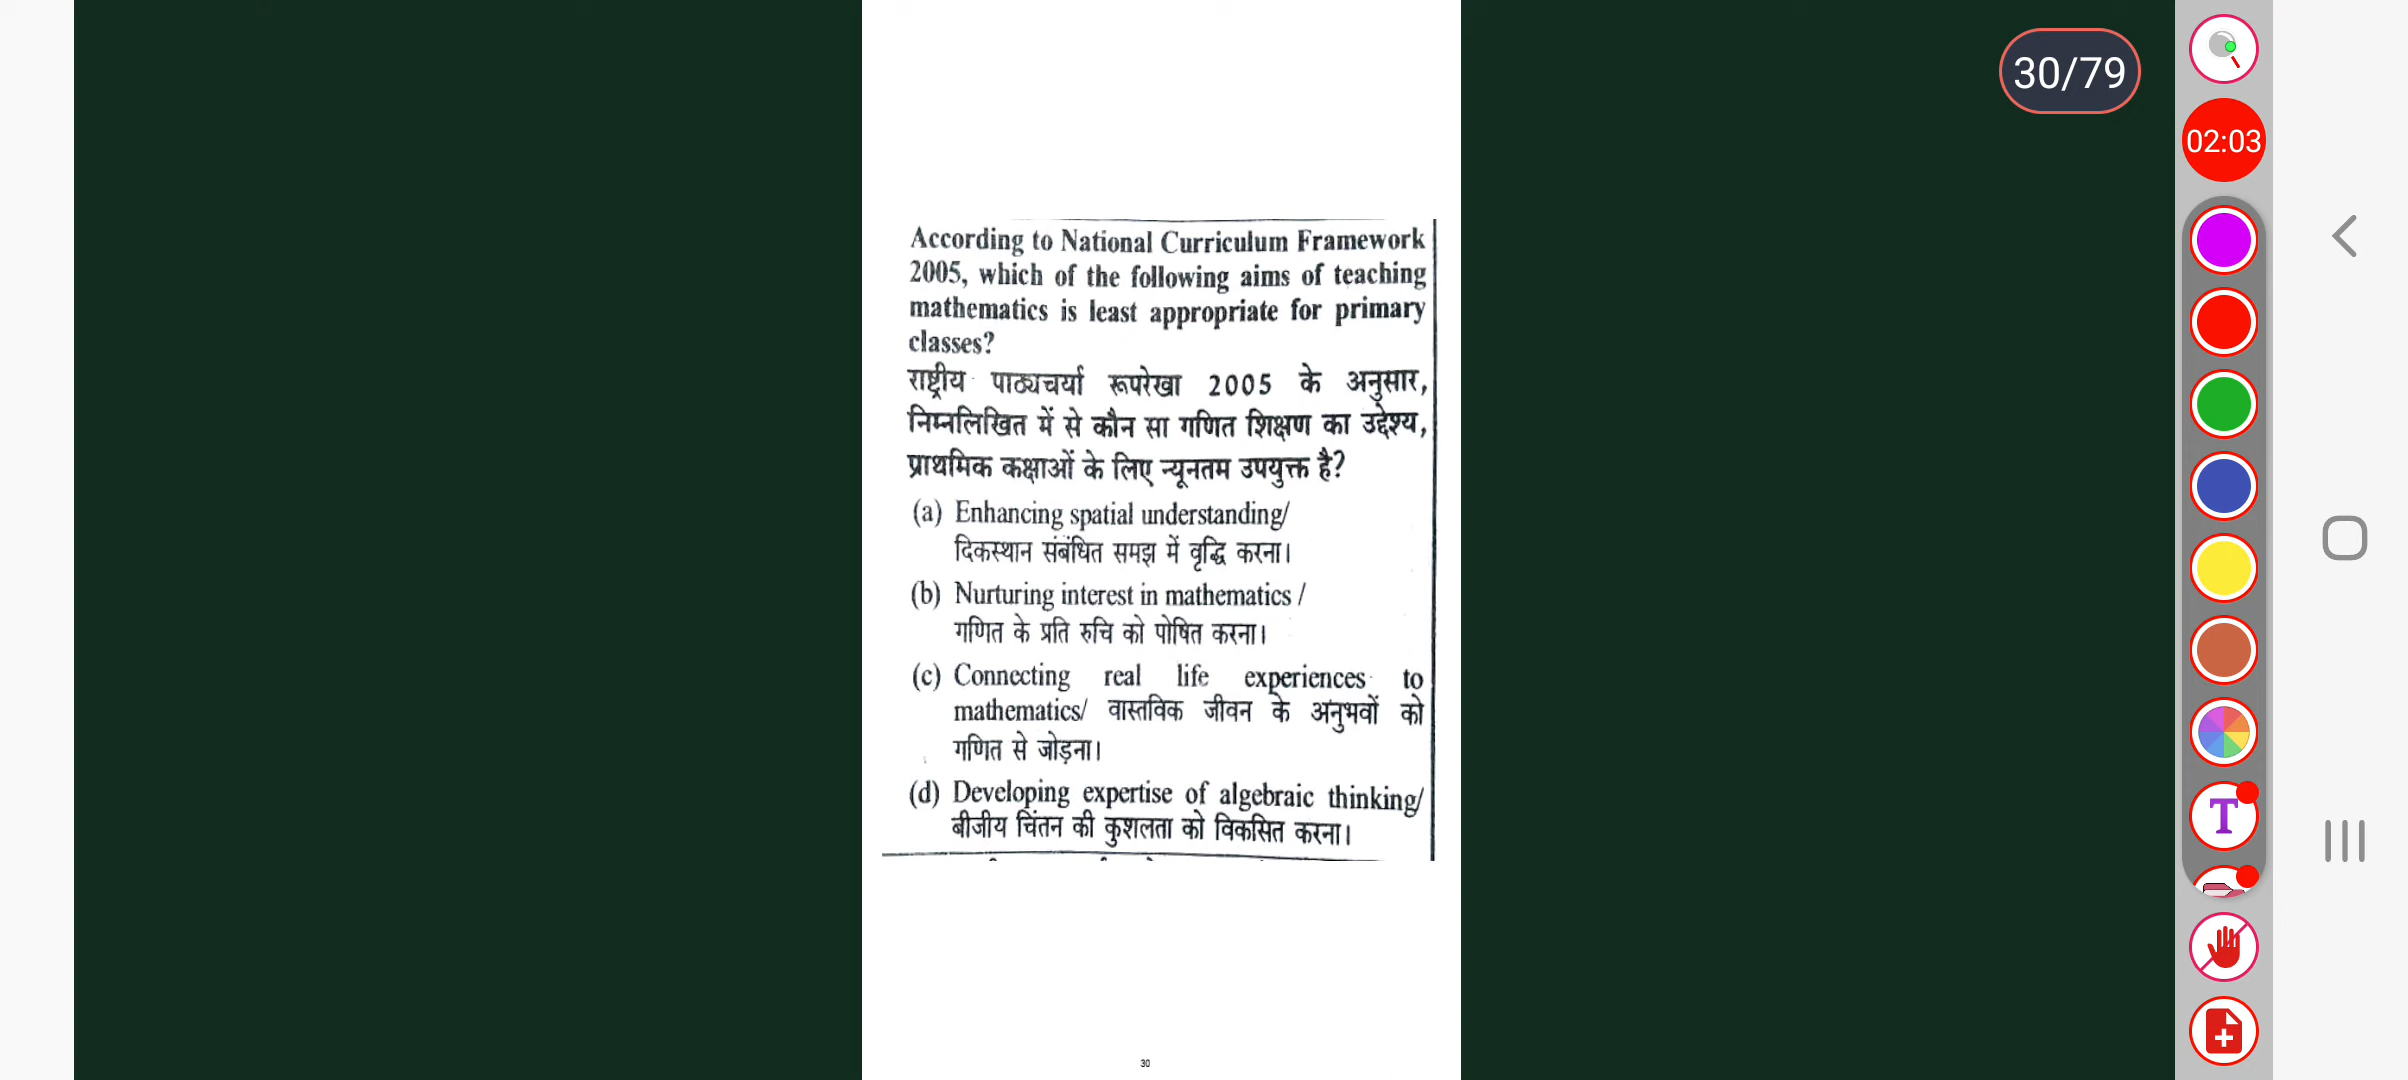 30/79
02:03
According to National Curriculum Framework
2005, which of the following aims of teaching
mathematics is least appropriate for primary
classes?
राष्ट्रीय पाठ्यचर्या रूपरेखा 2005 के अनुसार,
निम्नलिखित में से कौन सा गणित शिक्षण का उद्देश्य,
प्राथमिक कक्षाओं के लिए न्यूनतम उपयुक्त है?
(a) Enhancing spatial understanding/
दिकस्थान संबंधित समझ में वृद्धि करना।
(b) Nurturing interest in mathematics /
गणित के प्रति रुचि को पोषित करना।
(c) Connecting real life experiences to
mathematics/ वास्तविक जीवन के अनुभवों को
गणित से जोड़ना।
(d) Developing expertise of algebraic thinking/
बीजीय चिंतन की कुशलता को विकसित करना।
T
30